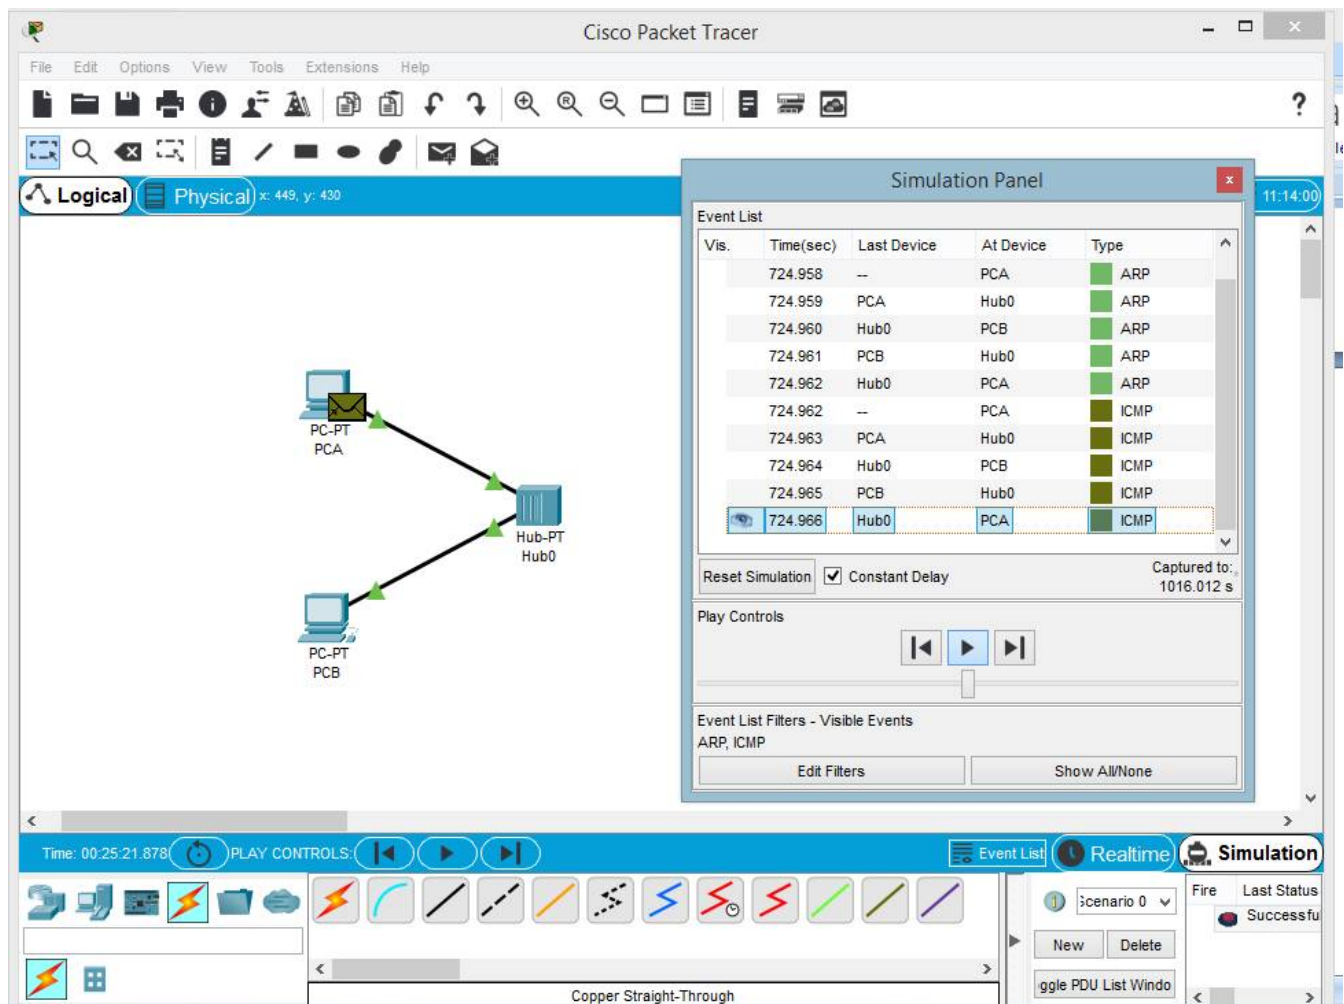 Cisco Packet Tracer
File Edit Options View Tools Extensions Help
Logical Physical x: 449, y: 430
11:14:00
Simulation Panel
x
Event List
Vis. Time(sec) Last Device At Device Type
724.958 -- PCA ARP
724.959 PCA Hub0 ARP
724.960 Hub0 PCB ARP
724.961 PCB Hub0 ARP
724.962 Hub0 PCA ARP
724.962 -- PCA ICMP
724.963 PCA Hub0 ICMP
724.964 Hub0 PCB ICMP
724.965 PCB Hub0 ICMP
724.966 Hub0 PCA ICMP
Reset Simulation Constant Delay
Captured to:
1016.012 s
Play Controls
Event List Filters - Visible Events
ARP, ICMP
Edit Filters Show All/None
PC-PT
PCA
Hub-PT
Hub0
PC-PT
PCB
Time: 00:25:21.878 PLAY CONTROLS: Event List Realtime Simulation
Scenario 0
Fire Last Status
Successfu
New Delete
ggle PDU List Windo
Copper Straight-Through